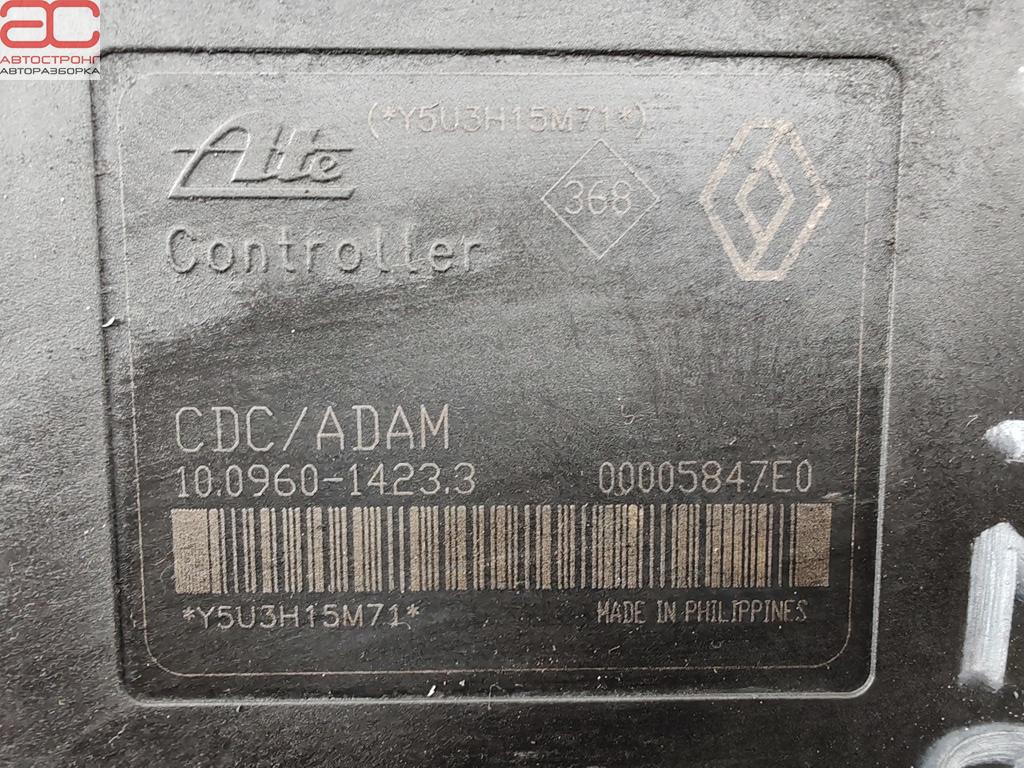 АС
АВТОСТРОНГ
АВТОРАЗБОРКА
(*Y5U3H15M71*)
Ate
368
Controller
CDC/ADAM
10.0960-1423.3 00005847E0
*Y5U3H15M71* MADE IN PHILIPPINES